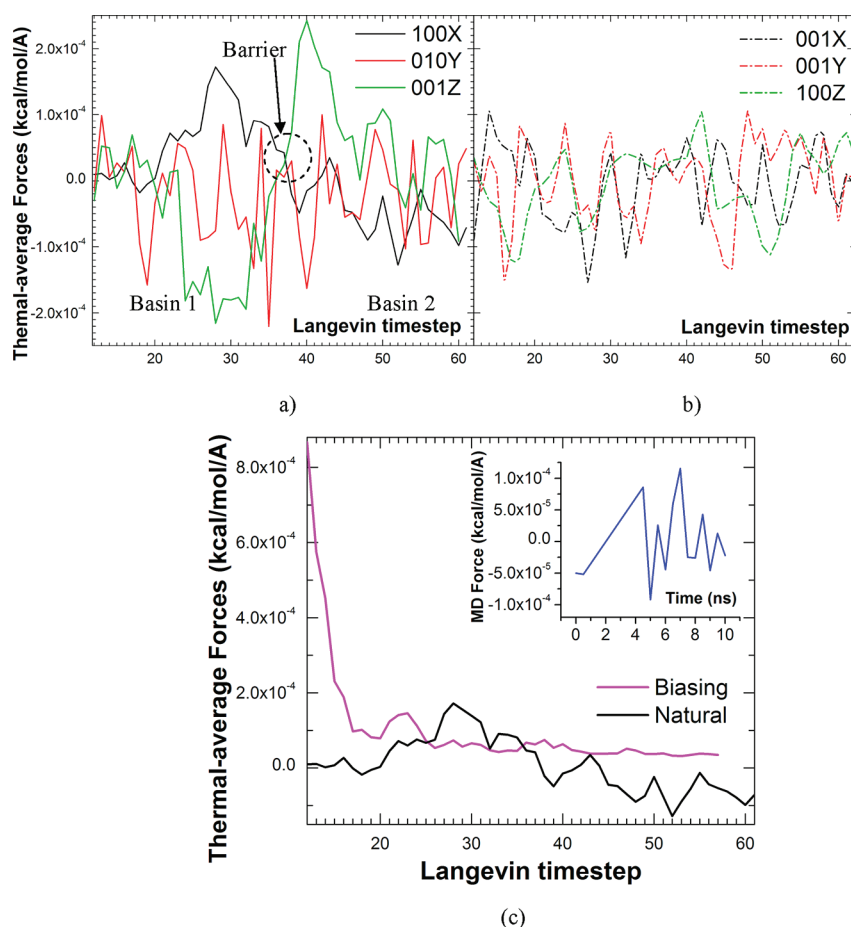 Themal-average Forces (kcal/mol/A)
2.0x10⁻⁴
1.0x10⁻⁴
0.0
-1.0x10⁻⁴
-2.0x10⁻⁴
Barrier
100X
010Y
001Z
Basin 1
Basin 2
Langevin timestep
20 30 40 50 60
a)
001X
001Y
100Z
Langevin timestep
20 30 40 50 60
b)
Thermal-average Forces (kcal/mol/A)
8.0x10⁻⁴
6.0x10⁻⁴
4.0x10⁻⁴
2.0x10⁻⁴
0.0
MD Force (kcal/mol/A)
1.0x10⁻⁴
5.0x10⁻⁵
0.0
-5.0x10⁻⁵
-1.0x10⁻⁴
Time (ns)
0 2 4 6 8 10
Biasing
Natural
20 30 40 50 60
Langevin timestep
(c)